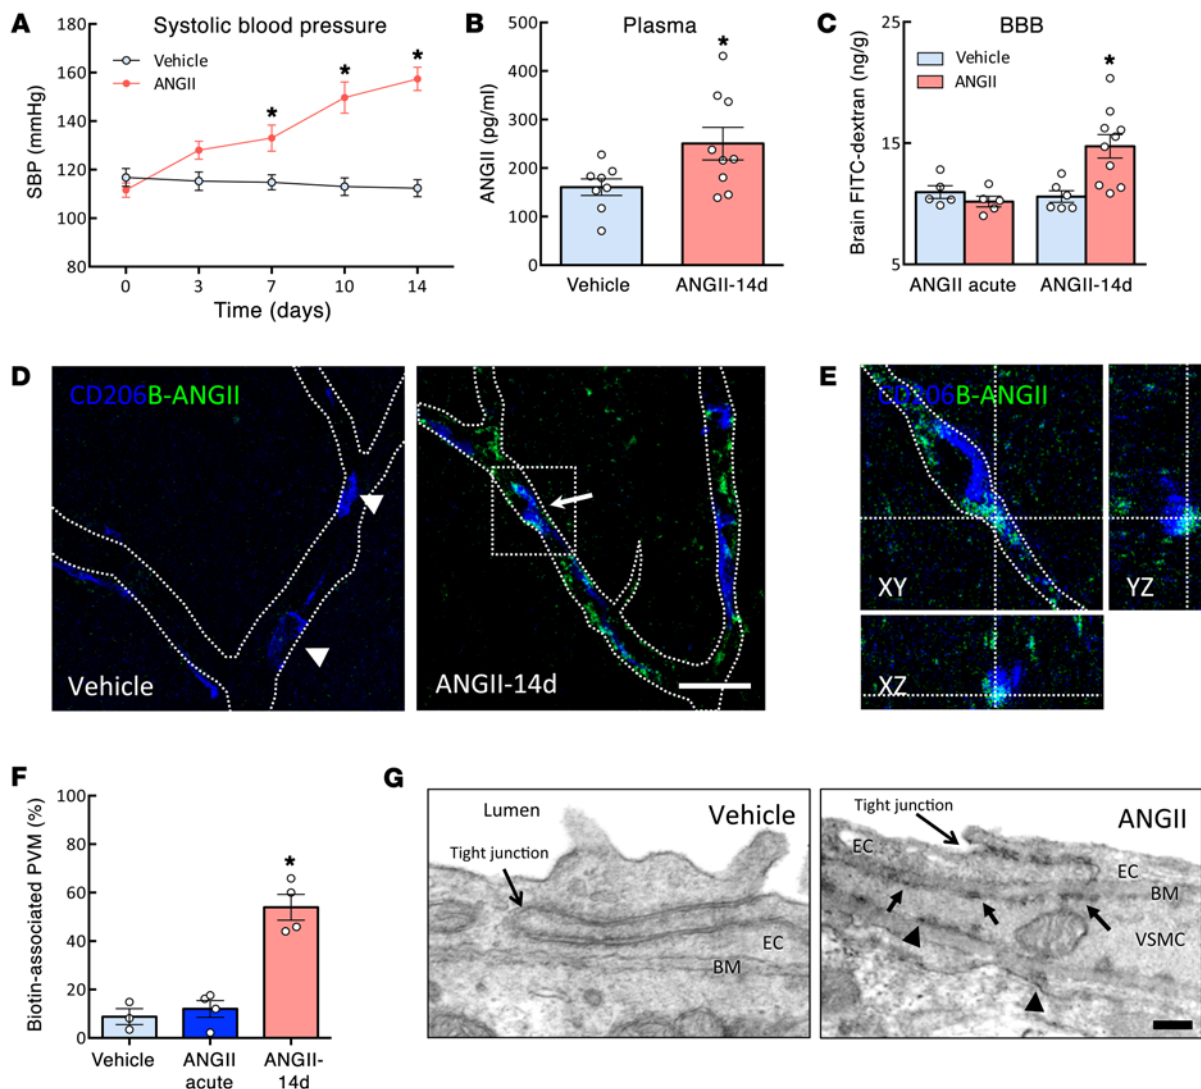 A
Systolic blood pressure
180
160
140
120
100
80
SBP (mmHg)
Vehicle
ANGII
*
*
*
0
3
7
10
14
Time (days)
B
Plasma
500
400
300
200
100
0
ANGII (pg/ml)
*
Vehicle
ANGII-14d
C
BBB
25
15
5
Brain FITC-dextran (ng/g)
Vehicle
ANGII
*
ANGII acute
ANGII-14d
D
CD206B-ANGII
Vehicle
ANGII-14d
E
CD206B-ANGII
XY
YZ
XZ
F
100
80
60
40
20
0
Biotin-associated PVM (%)
*
Vehicle
ANGII
acute
ANGII-
14d
G
Lumen
Vehicle
Tight junction
EC
BM
Tight junction
ANGII
EC
EC
BM
VSMC